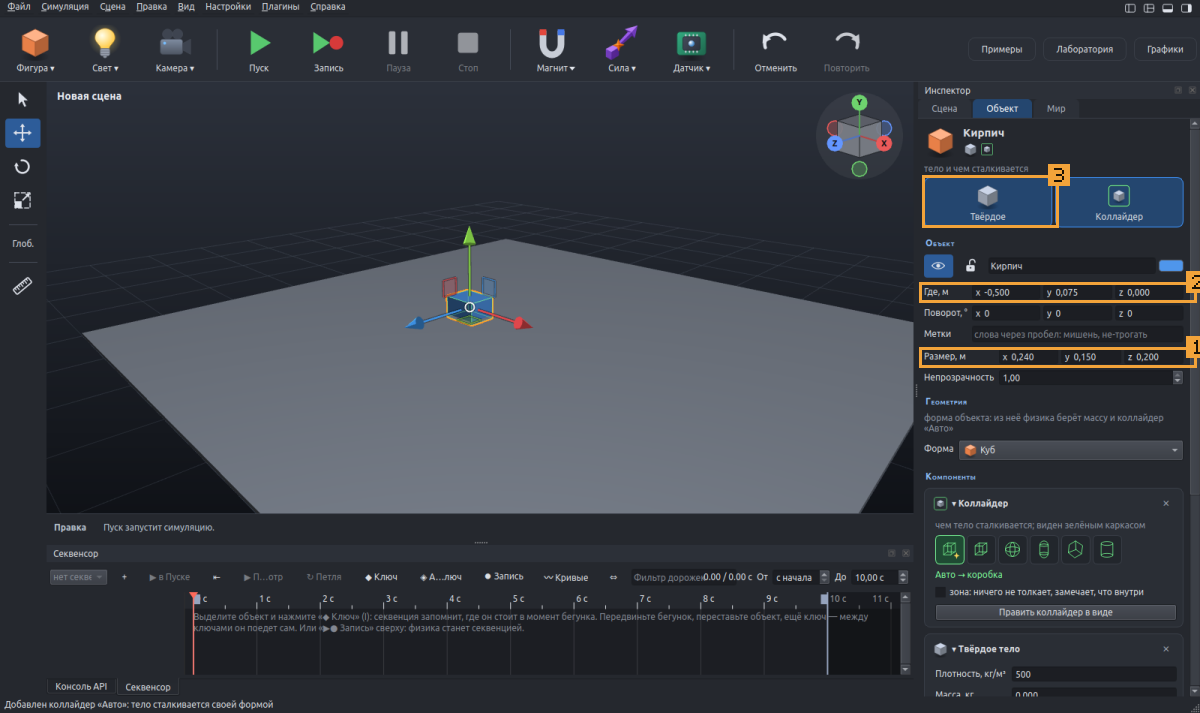 Файл Симуляция Сцена Правка Вид Настройки Плагины Справка
Фигура ▾ Свет ▾ Камера ▾ Пуск Запись Пауза Стоп Магнит ▾ Сила ▾ Датчик ▾ Отменить Повторить Примеры Лаборатория Графики
Новая сцена
Глоб.
Y
Z X
Инспектор
Сцена Объект Мир
Кирпич
тело и чем сталкивается
3
Твёрдое Коллайдер
Объект
Кирпич
2
Где, м x -0,500 y 0,075 z 0,000
Поворот, ° x 0 y 0 z 0
Метки слова через пробел: мишень, не-трогать
1
Размер, м x 0,240 y 0,150 z 0,200
Непрозрачность 1,00
Геометрия
форма объекта: из неё физика берёт массу и коллайдер
«Авто»
Форма Куб
Компоненты
▾ Коллайдер ×
чем тело сталкивается; виден зелёным каркасом
Авто → коробка
зона: ничего не толкает, замечает, что внутри
Править коллайдер в виде
▾ Твёрдое тело ×
Плотность, кг/м³ 500
Масса, кг 0,000
Правка Пуск запустит симуляцию.
Секвенсор
нет секве + ▶ в Пуске ▶ П...отр ↻ Петля ◆ Ключ ◈ А...люч ● Запись Кривые Фильтр дорожек 0.00 / 0.00 с От с начала До 10,00 с
с 1 с 2 с 3 с 4 с 5 с 6 с 7 с 8 с 9 с 10 с 11 с
Выделите объект и нажмите «◆ Ключ» (I): секвенция запомнит, где он стоит в момент бегунка. Передвиньте бегунок, переставьте объект, ещё ключ — между
ключами он поедет сам. Или «▶● Запись» сверху: физика станет секвенцией.
Консоль API Секвенсор
Добавлен коллайдер «Авто»: тело сталкивается своей формой